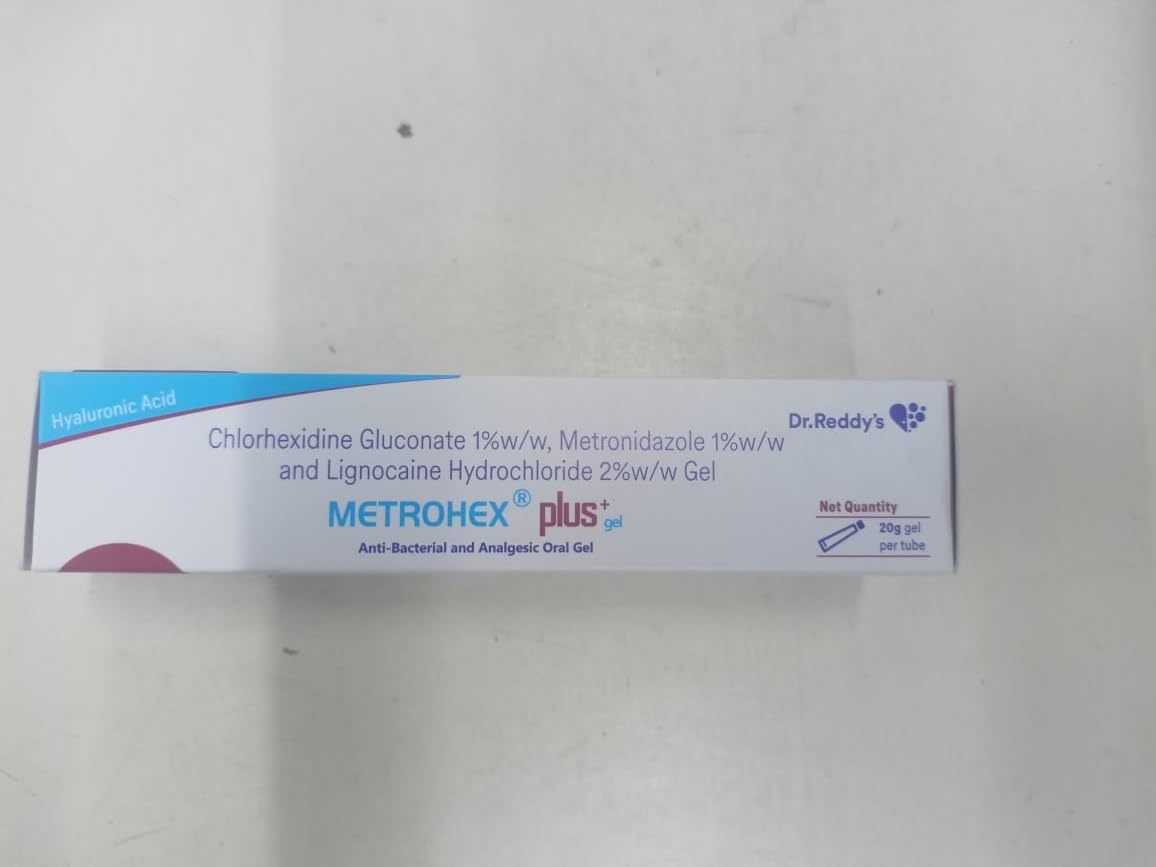 Hyaluronic Acid
Dr.Reddy's
Chlorhexidine Gluconate 1%w/w, Metronidazole 1%w/w
and Lignocaine Hydrochloride 2%w/w Gel
METROHEX® plus+ gel
Anti-Bacterial and Analgesic Oral Gel
Net Quantity
20g gel
per tube